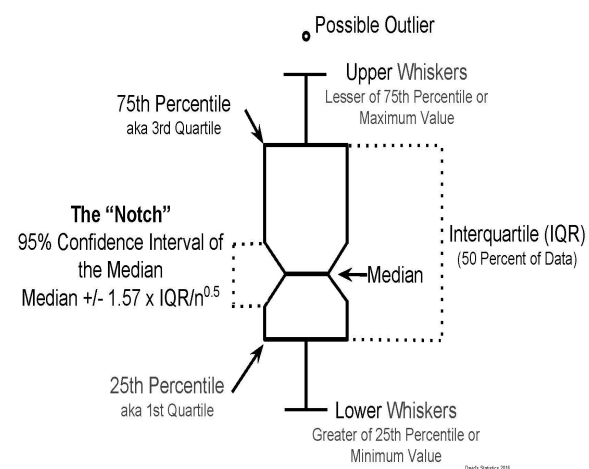 Possible Outlier
Upper Whiskers
Lesser of 75th Percentile or
Maximum Value
75th Percentile
aka 3rd Quartile
The “Notch”
95% Confidence Interval of
the Median
Median +/- 1.57 x IQR/n^0.5
Interquartile (IQR)
(50 Percent of Data)
Median
25th Percentile
aka 1st Quartile
Lower Whiskers
Greater of 25th Percentile or
Minimum Value
Statistics